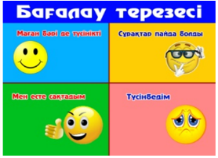 Бағалау терезесі
Маған бәрі де түсінікті
Сұрақтар пайда болды
Мен есте сақтадым
Түсінбедім